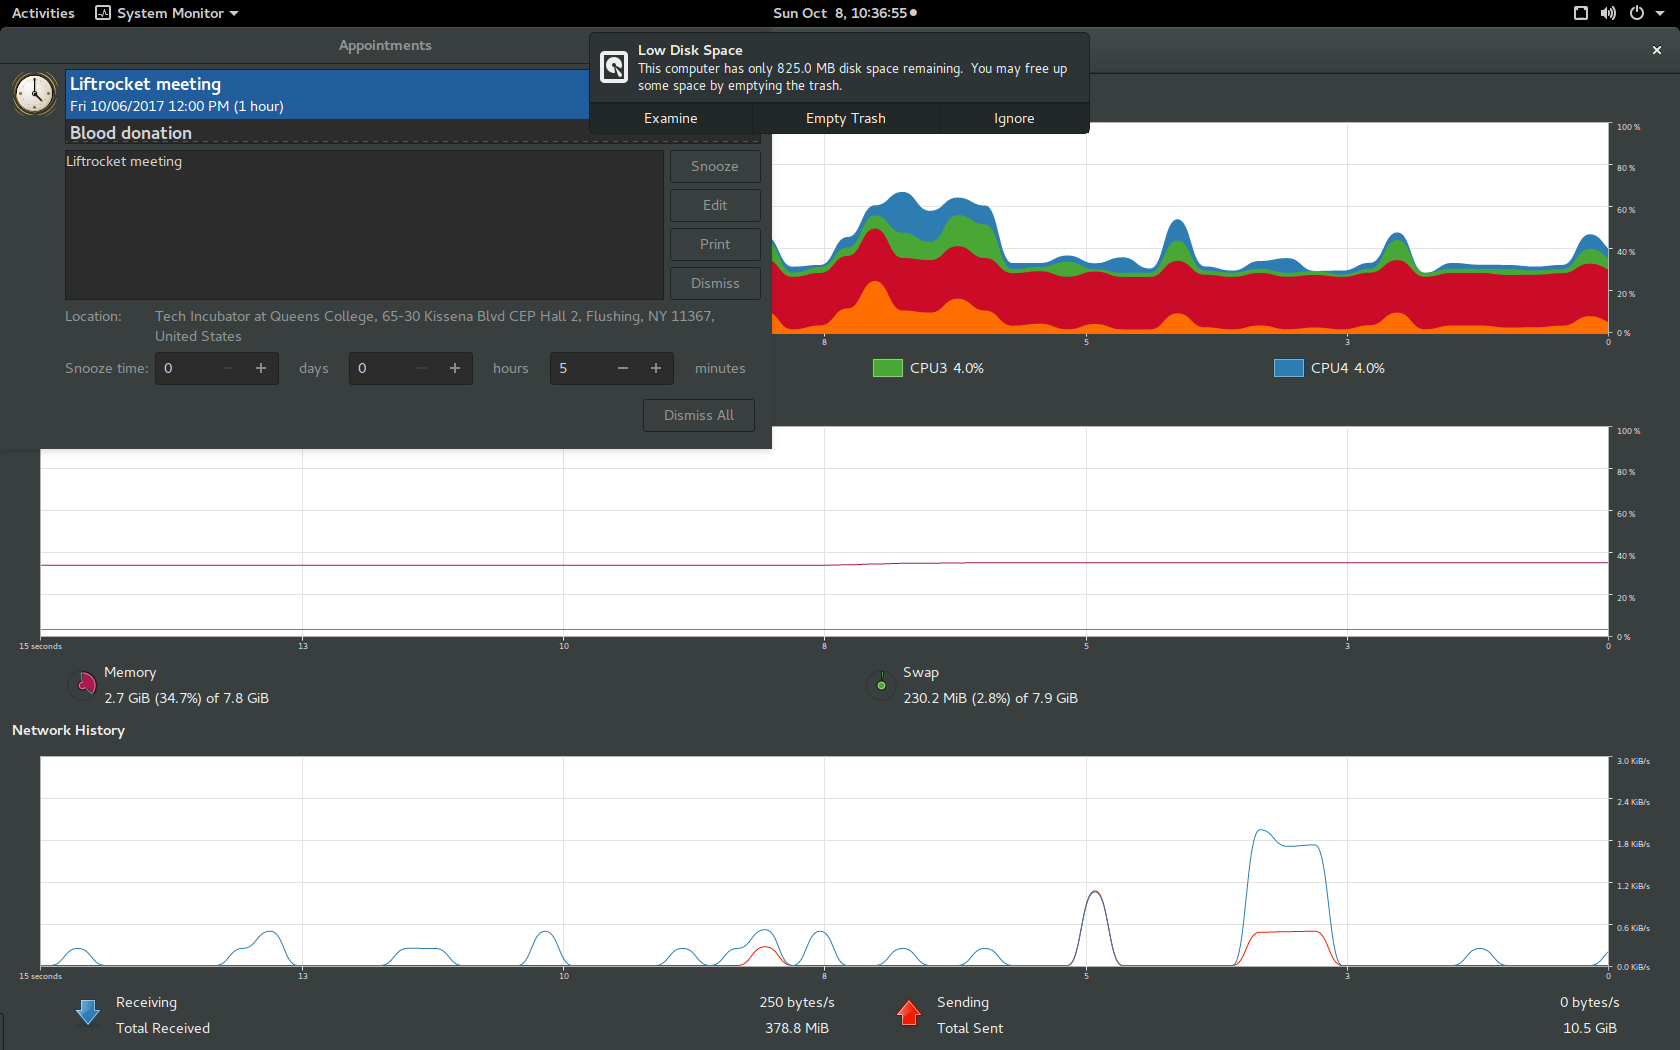 Activities
System Monitor
Sun Oct  8, 10:36:55
Appointments
Liftrocket meeting
Fri 10/06/2017 12:00 PM (1 hour)
Blood donation
Liftrocket meeting
Snooze
Edit
Print
Dismiss
Location:
Tech Incubator at Queens College, 65-30 Kissena Blvd CEP Hall 2, Flushing, NY 11367,
United States
Snooze time:
0
− +
days
0
− +
hours
5
− +
minutes
Dismiss All
Low Disk Space
This computer has only 825.0 MB disk space remaining.  You may free up
some space by emptying the trash.
Examine
Empty Trash
Ignore
100 %
80 %
60 %
40 %
20 %
0 %
8
5
3
0
CPU3 4.0%
CPU4 4.0%
100 %
80 %
60 %
40 %
20 %
0 %
15 seconds
13
10
8
5
3
0
Memory
2.7 GiB (34.7%) of 7.8 GiB
Swap
230.2 MiB (2.8%) of 7.9 GiB
Network History
3.0 KiB/s
2.4 KiB/s
1.8 KiB/s
1.2 KiB/s
0.6 KiB/s
0.0 KiB/s
15 seconds
13
10
8
5
3
0
Receiving
250 bytes/s
Total Received
378.8 MiB
Sending
0 bytes/s
Total Sent
10.5 GiB